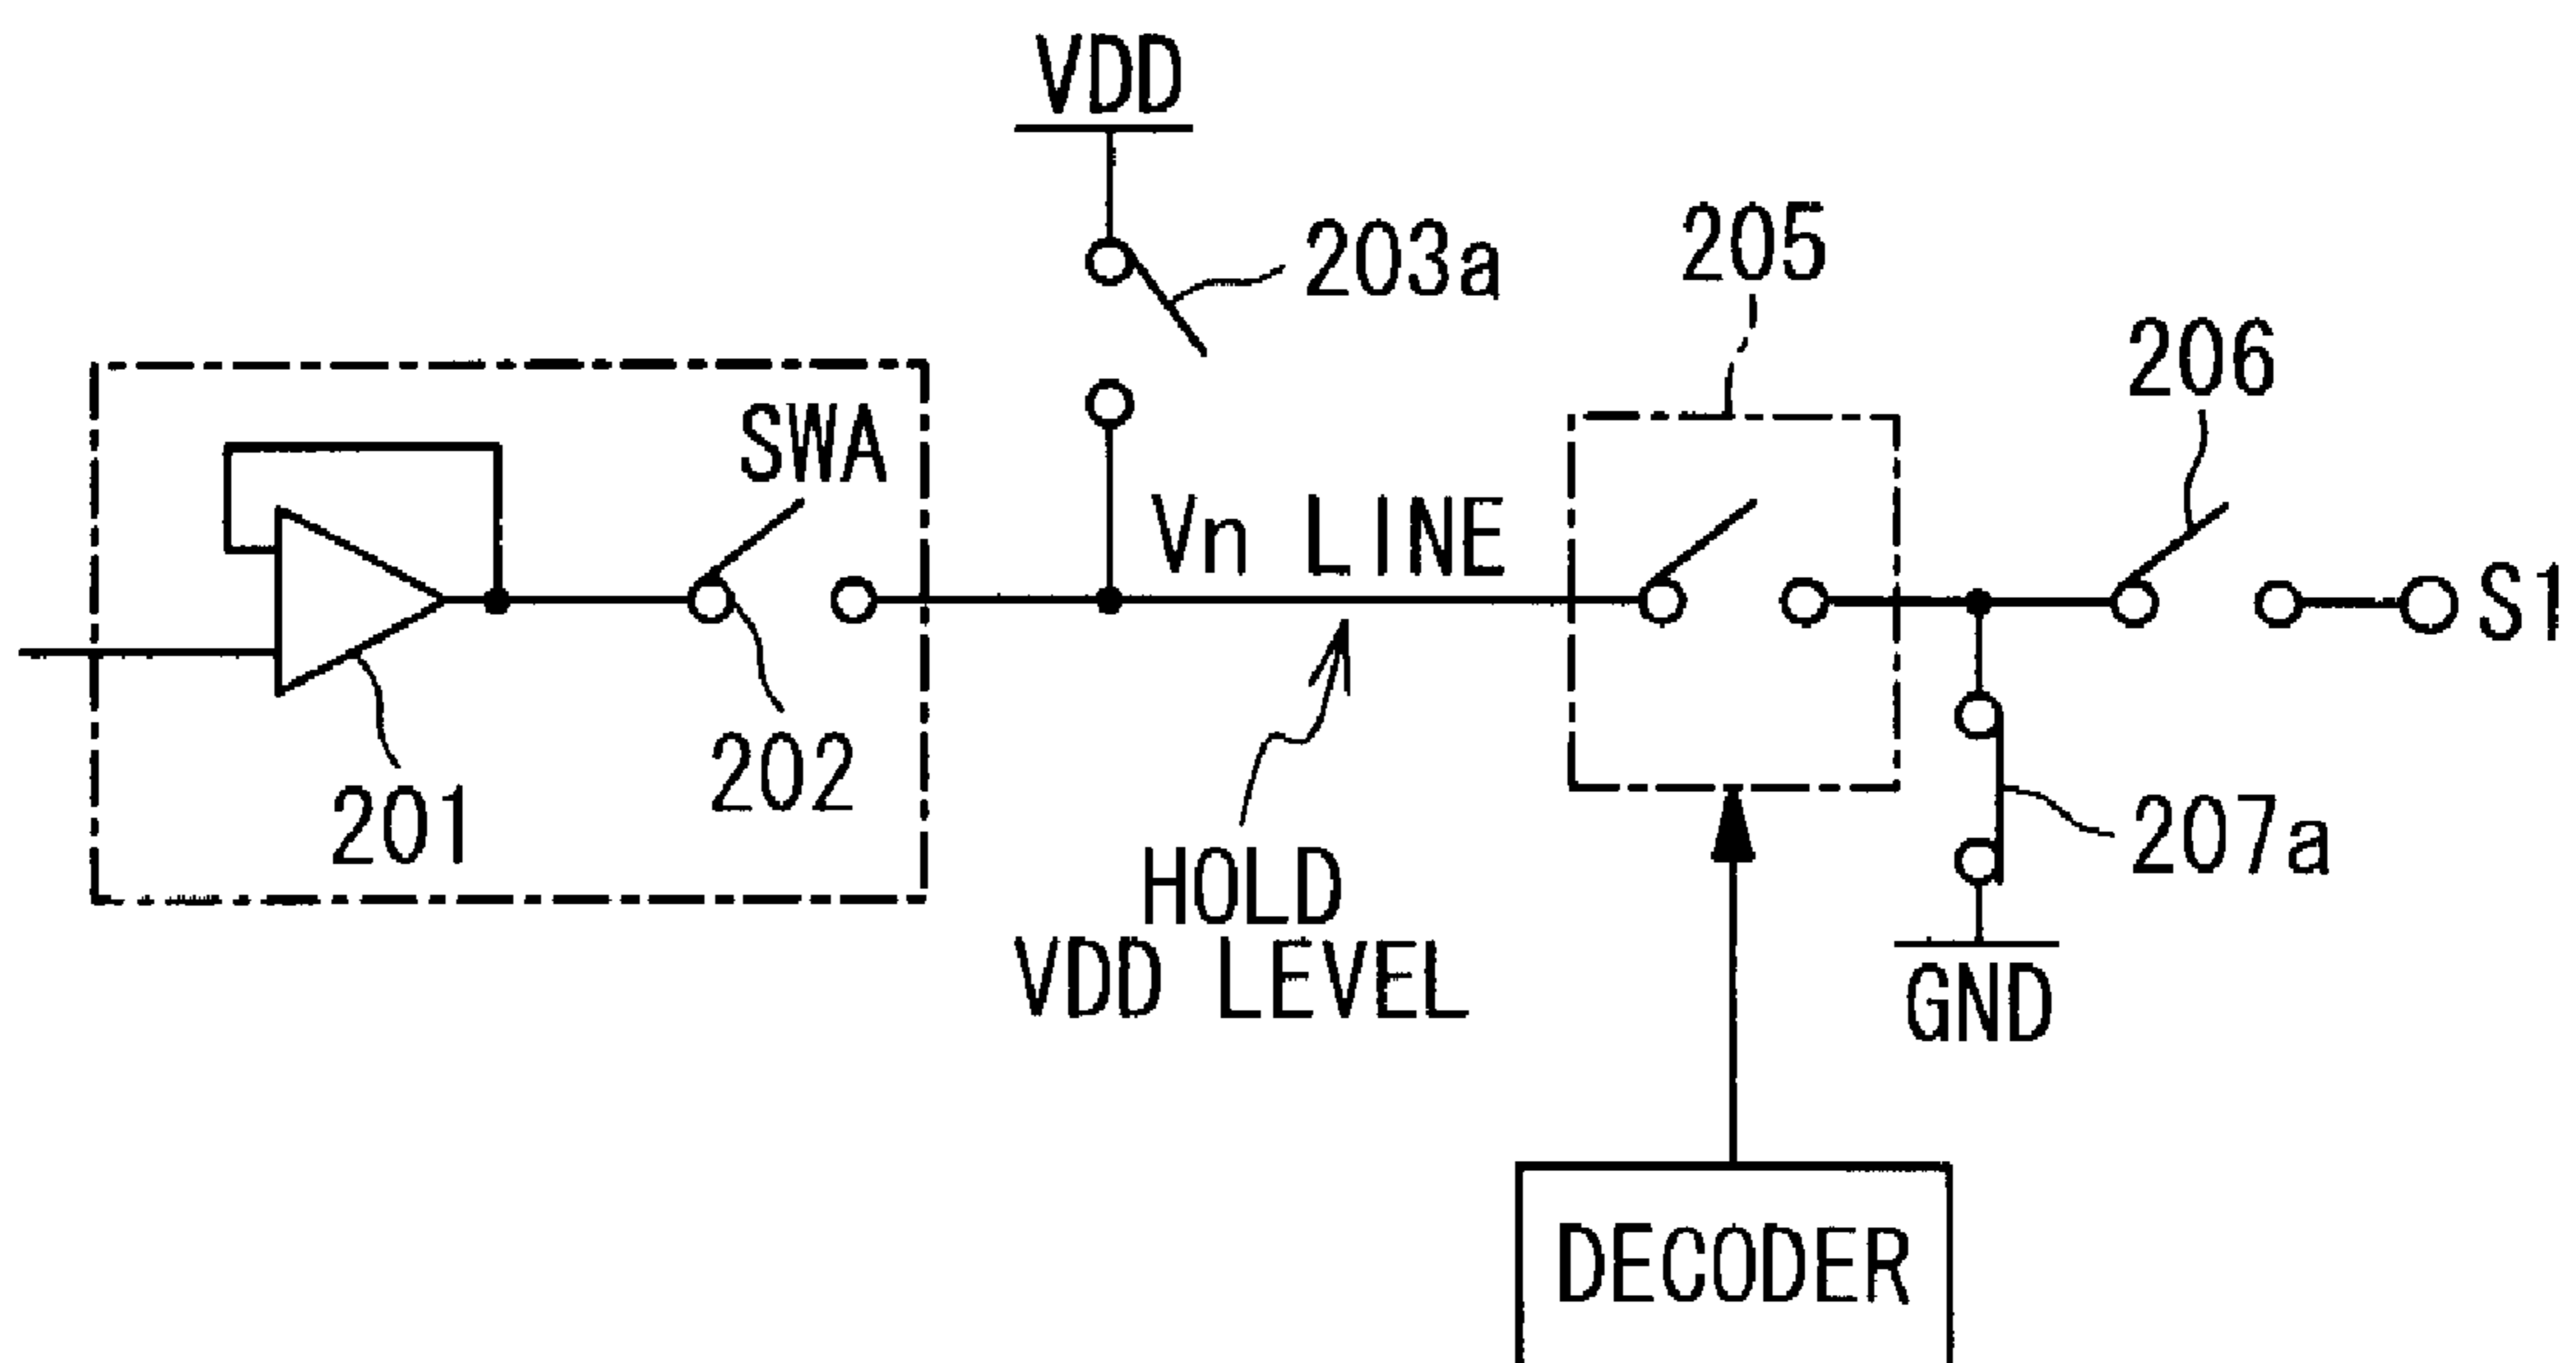 VDD
203a
205
206
SWA
Vn LINE
S1
202
201
HOLD
VDD LEVEL
207a
GND
DECODER